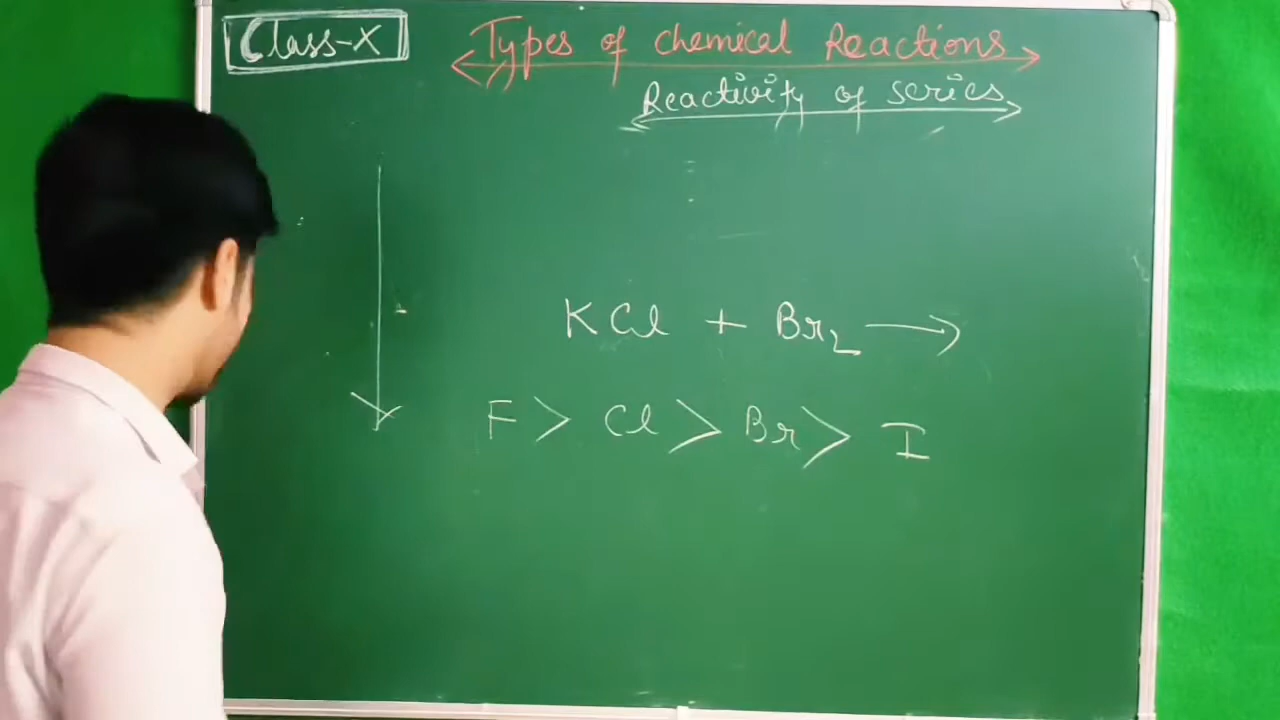 Class-X
Types of chemical Reactions
Reactivity of series
KCl + Br₂ →
F > Cl > Br > I